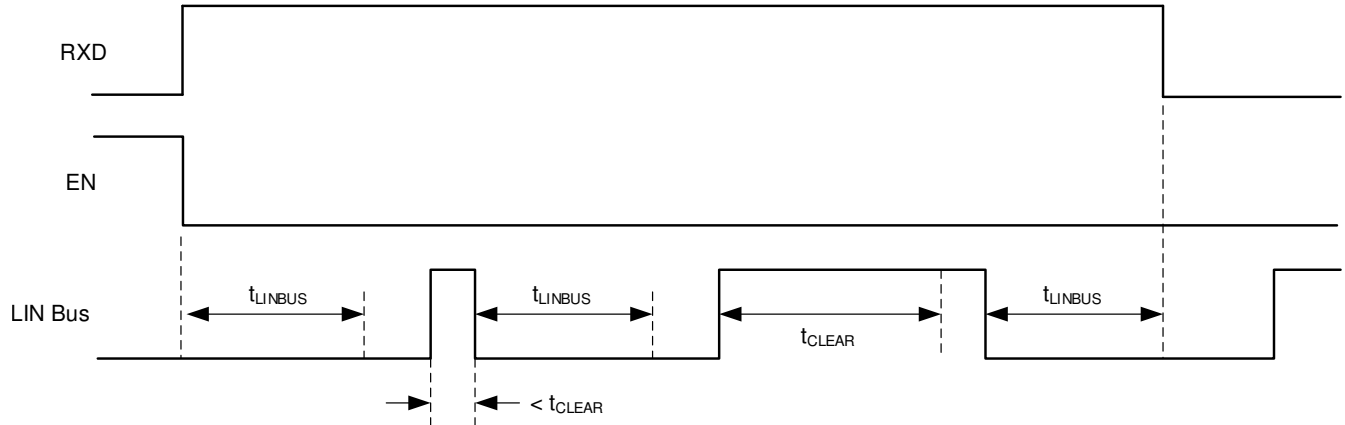 RXD
EN
LIN Bus
tLINBUS
tLINBUS
tCLEAR
tLINBUS
< tCLEAR